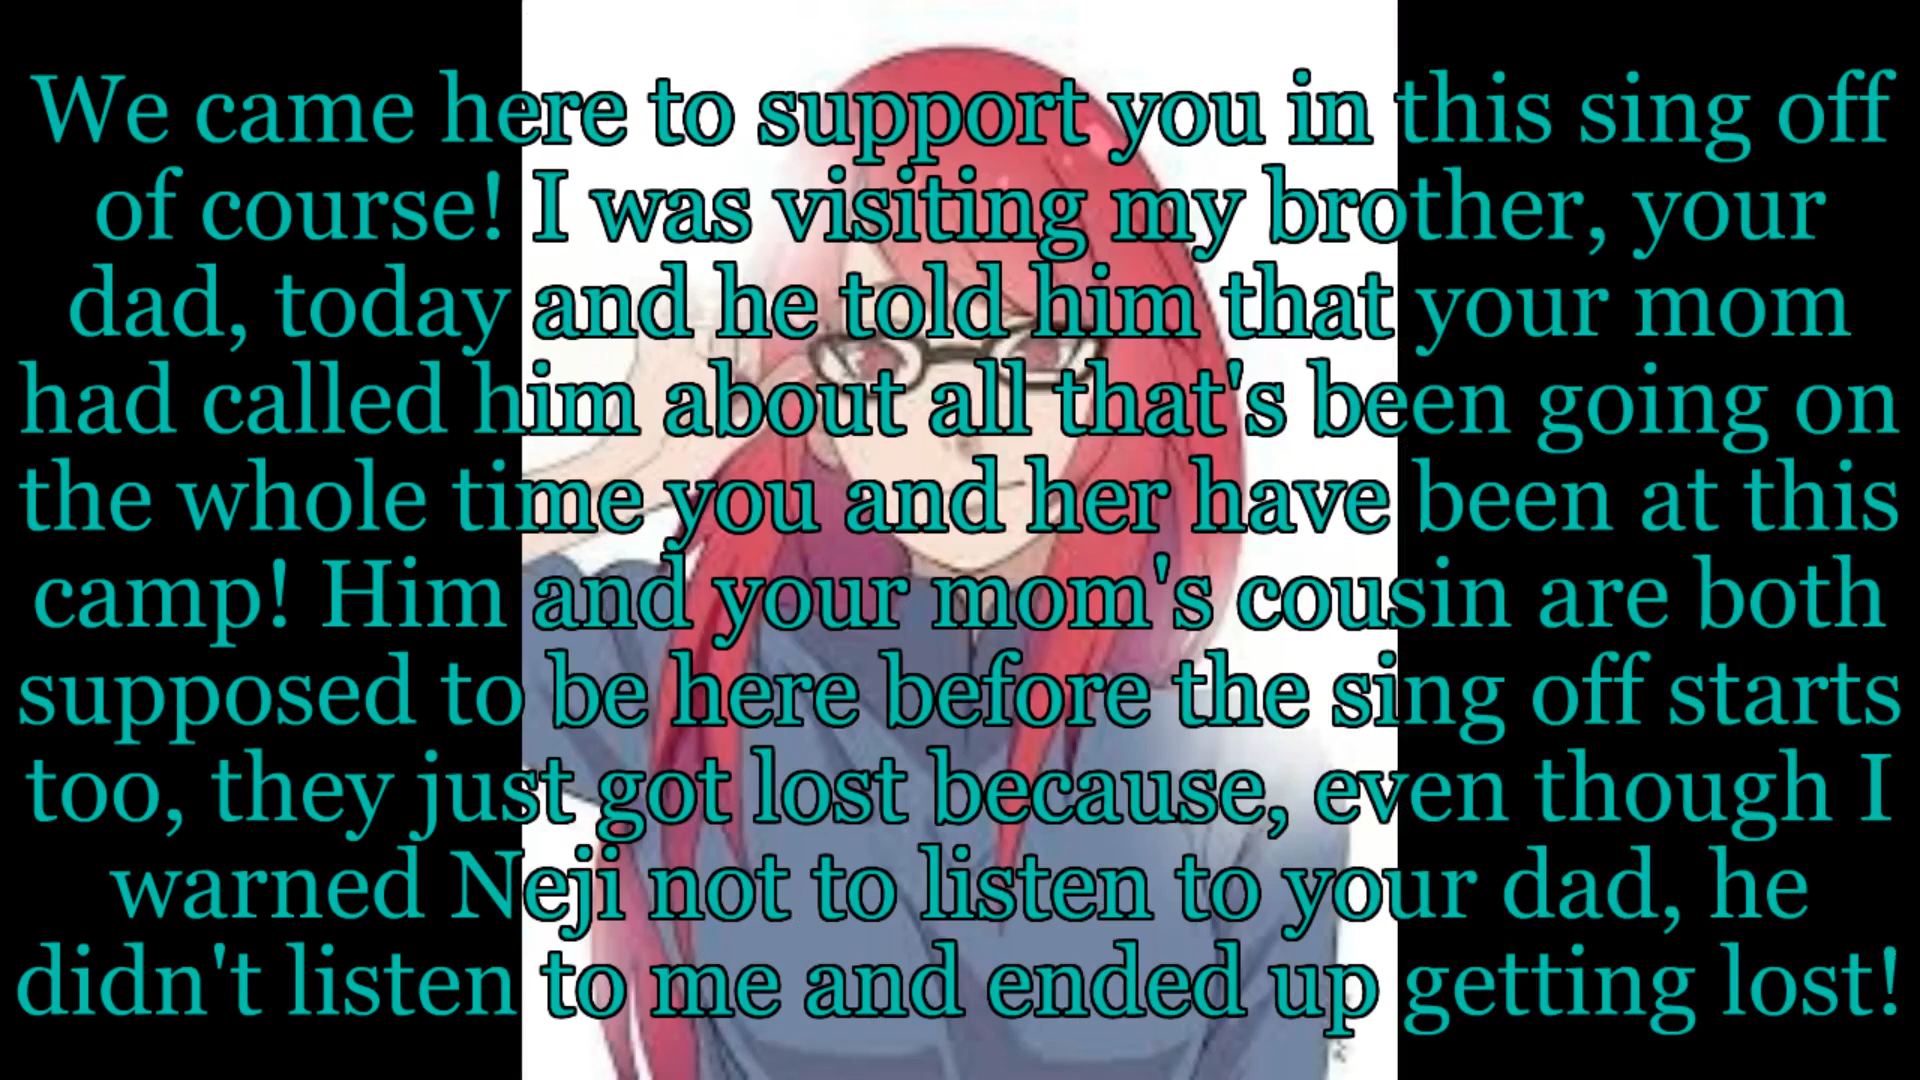 We came here to support you in this sing off
of course! I was visiting my brother, your
dad, today and he told him that your mom
had called him about all that's been going on
the whole time you and her have been at this
camp! Him and your mom's cousin are both
supposed to be here before the sing off starts
too, they just got lost because, even though I
warned Neji not to listen to your dad, he
didn't listen to me and ended up getting lost!